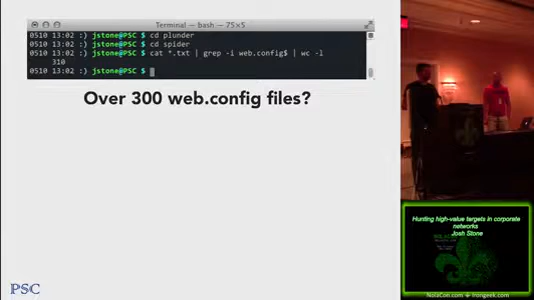 Terminal — bash — 75×5
0510 13:02 :) jstone@PSC $ cd plunder
0510 13:02 :) jstone@PSC $ cd spider
0510 13:02 :) jstone@PSC $ cat *.txt | grep -i web.config$ | wc -l
310
0510 13:02 :) jstone@PSC $
Over 300 web.config files?
PSC
Hunting high-value targets in corporate
networks
Josh Stone
NolaCon.com Irongeek.com